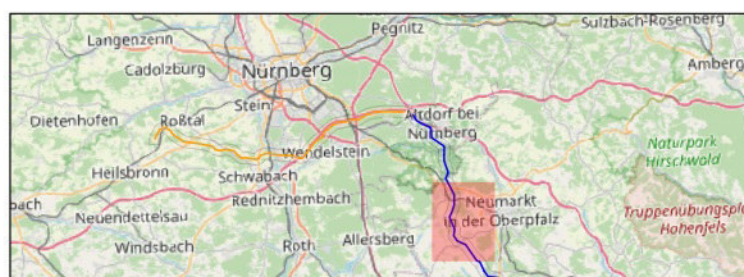 Pegnitz
Sulzbach-Rosenberg
Langenzenn
Cadolzburg
Nürnberg
Amberg
Stein
Dietenhofen
Roßtal
Altdorf bei
Nürnberg
Wendelstein
Naturpark
Hirschwald
Heilsbronn
Schwabach
Rednitzhembach
Neumarkt
in der Oberpfalz
Neuendettelsau
Truppenübungspl
Hohenfels
bach
Windsbach
Roth
Allersberg